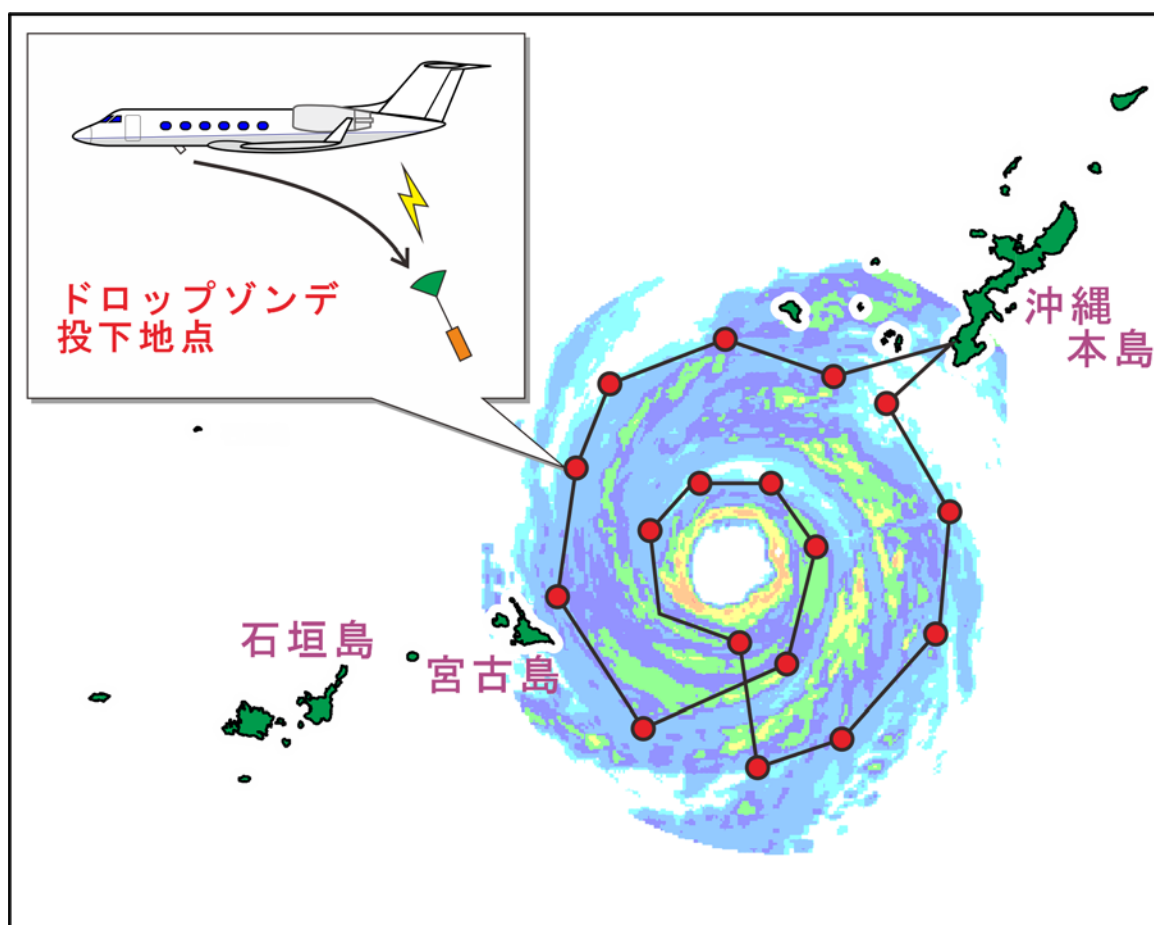 ドロップゾンデ
投下地点
沖縄
本島
石垣島
宮古島